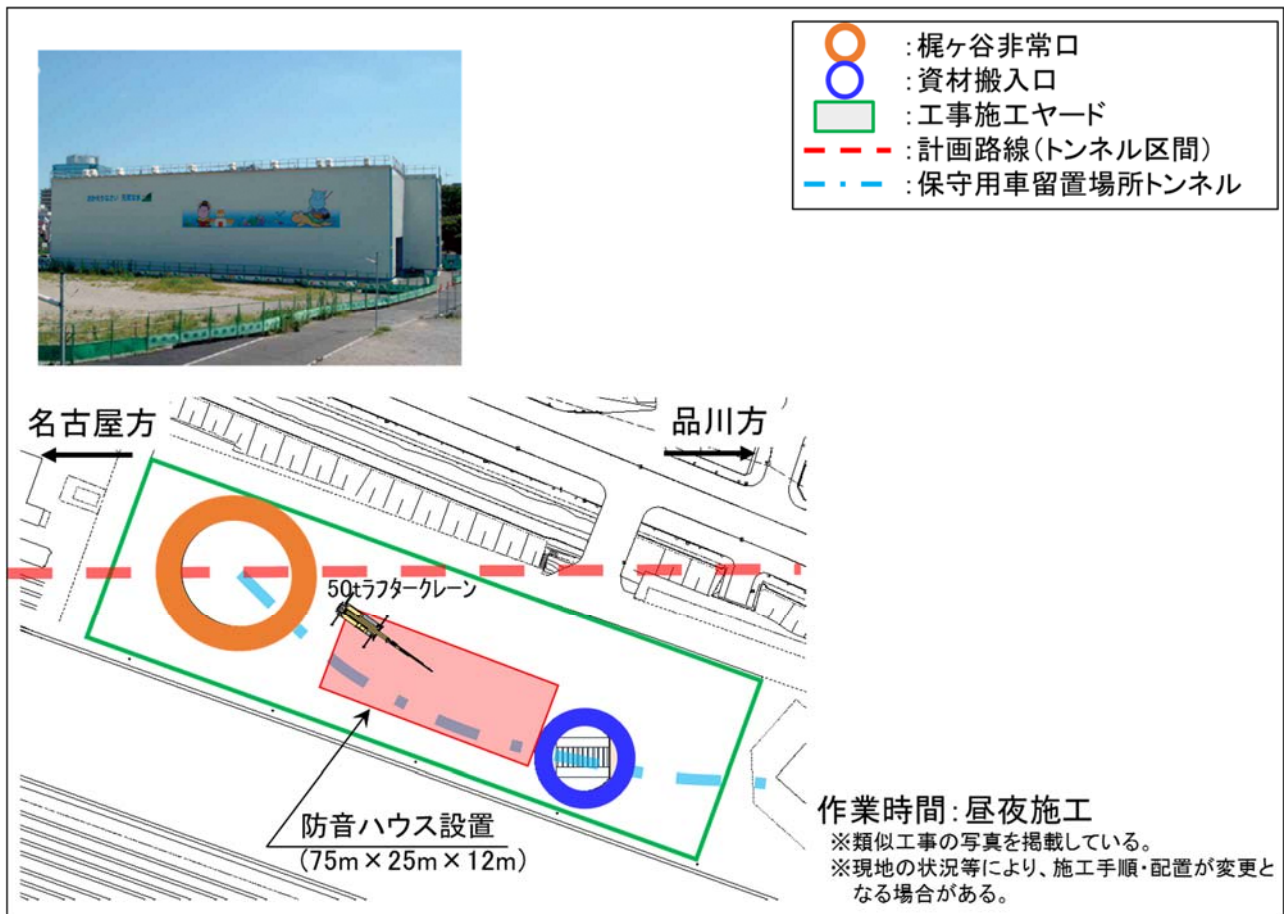 ：梶ヶ谷非常口
：資材搬入口
：工事施工ヤード
：計画路線（トンネル区間）
：保守用車留置場所トンネル
名古屋方
品川方
50tラフタークレーン
防音ハウス設置
（75m×25m×12m）
作業時間：昼夜施工
※類似工事の写真を掲載している。
※現地の状況等により、施工手順・配置が変更と
なる場合がある。